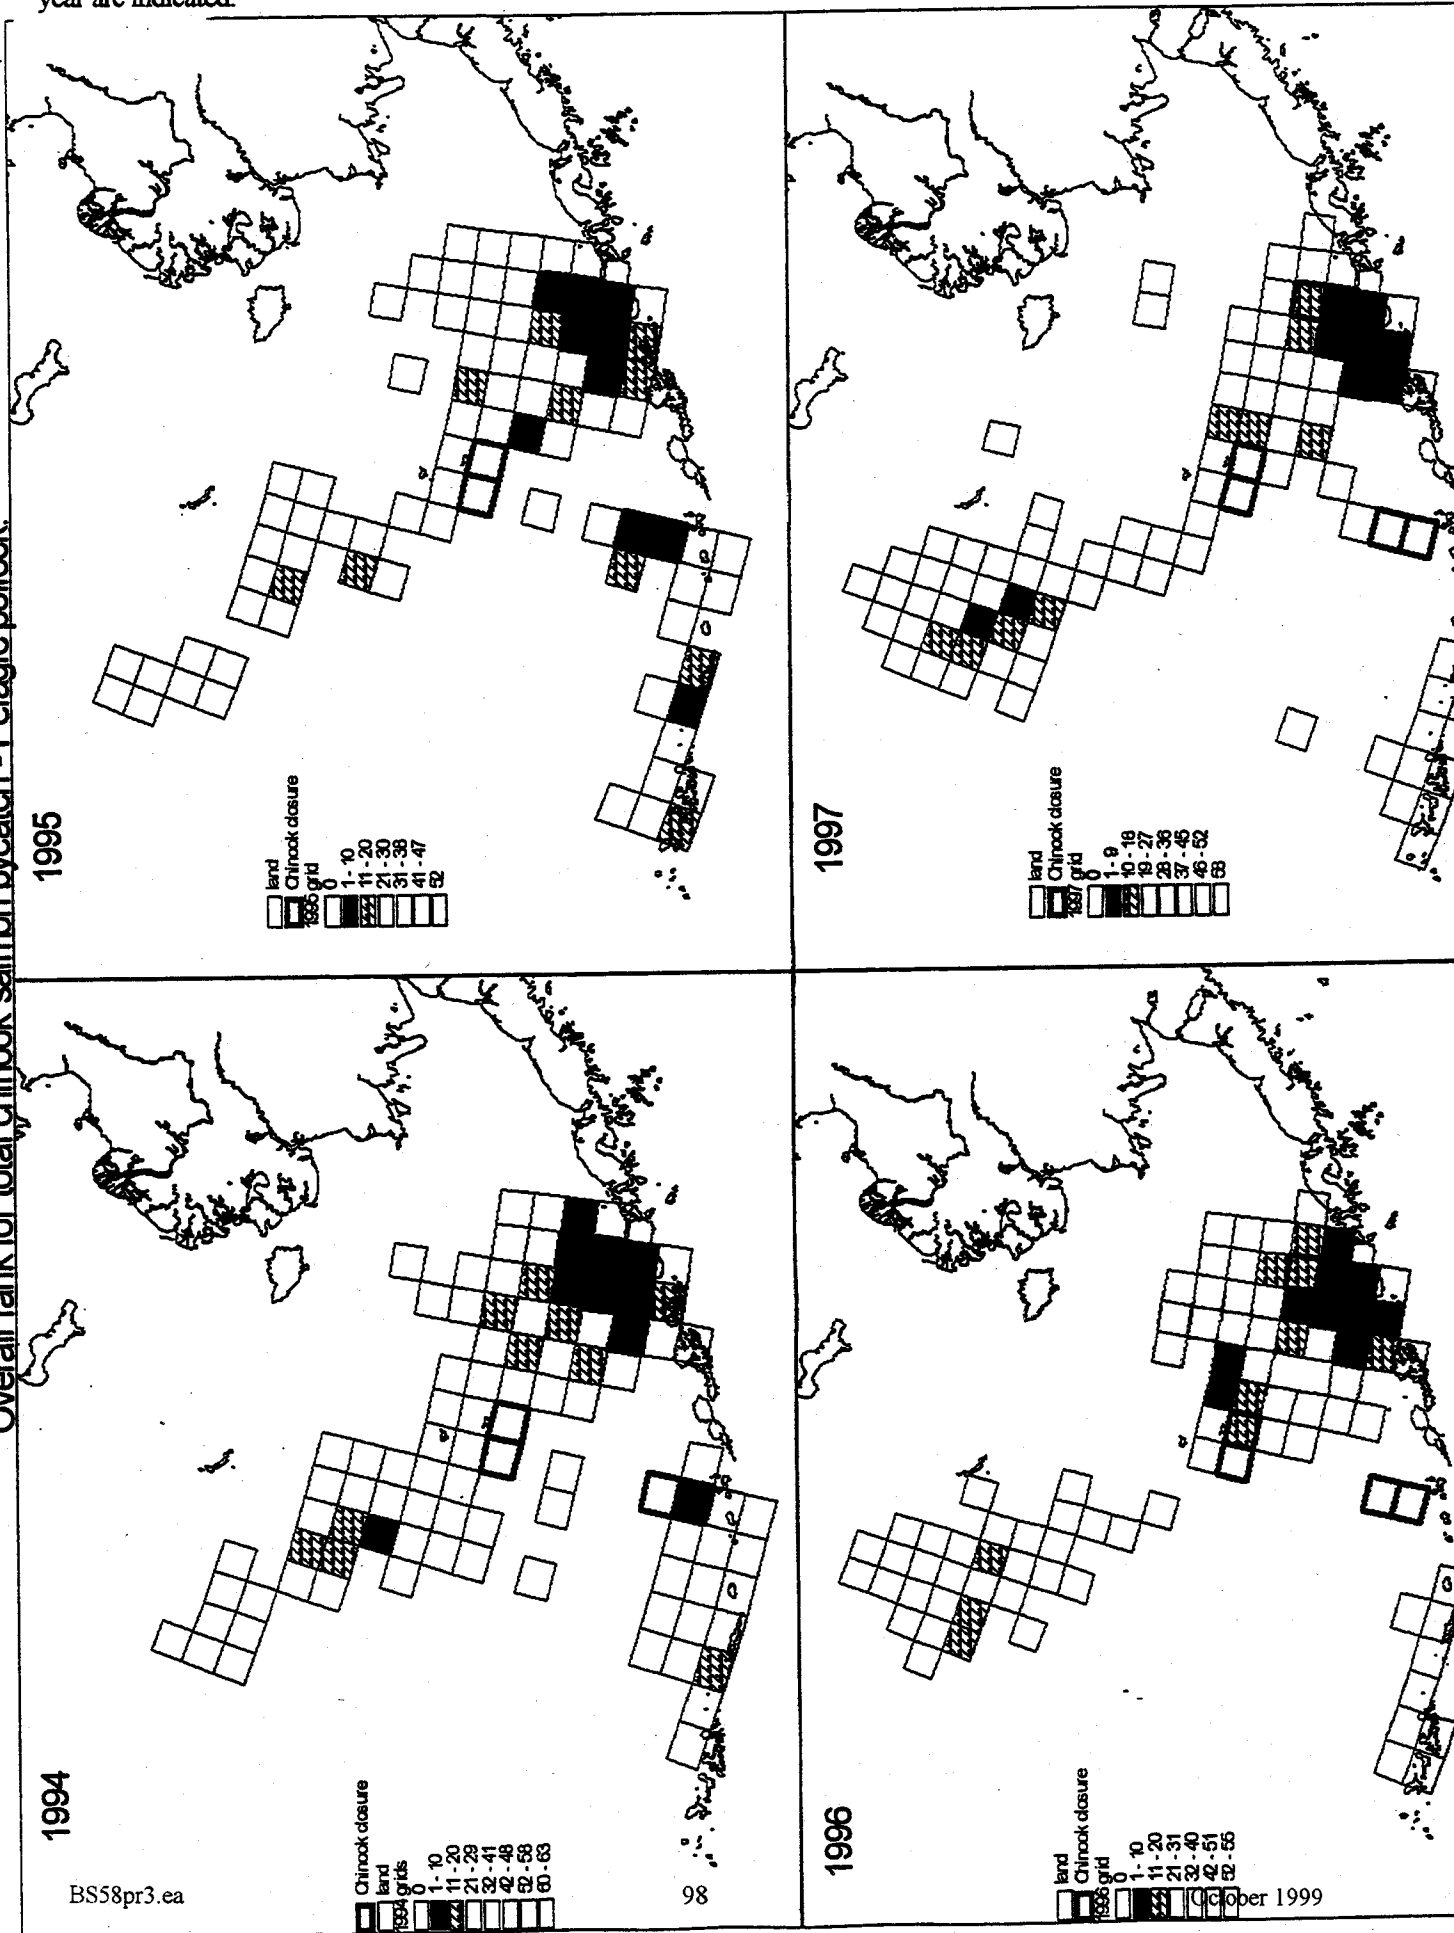 year are indicated.
Overall rank for total chinook salmon bycatch - Pelagic pollock.
1995
land
Chinook closure
1995 grid
0
1 - 10
11 - 20
21 - 30
31 - 38
41 - 47
52
1997
land
Chinook closure
1997 grid
0
1 - 9
10 - 18
19 - 27
28 - 36
37 - 45
46 - 52
58
1994
Chinook closure
land
1994 grids
0
1 - 10
11 - 20
21 - 29
32 - 41
42 - 48
52 - 58
60 - 63
1996
land
Chinook closure
1996 grid
0
1 - 10
11 - 20
21 - 31
32 - 40
42 - 51
52 - 55
BS58pr3.ea
98
October 1999